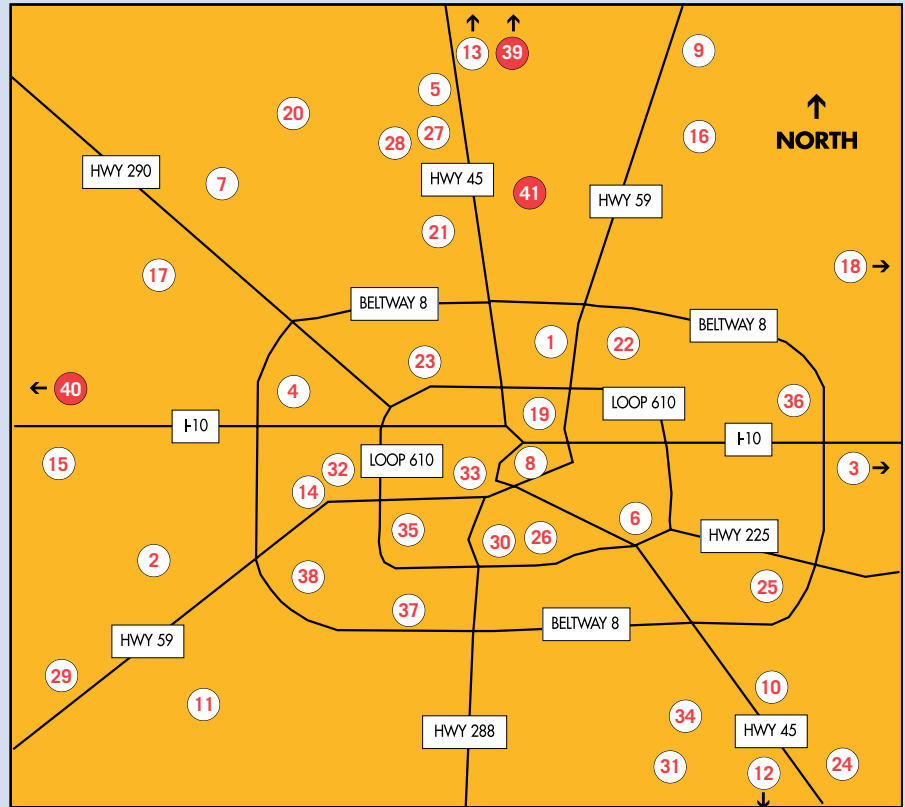 ↑ ↑
13 39
9
5
20
↑
NORTH
27
16
28
HWY 290
HWY 45
7
41
HWY 59
21
18 →
17
BELTWAY 8
BELTWAY 8
1
22
23
← 40
4
36
LOOP 610
19
I-10
I-10
15
LOOP 610
8
32
33
3 →
14
6
35
30
26
HWY 225
2
38
25
37
BELTWAY 8
HWY 59
29
10
11
34
HWY 288
HWY 45
31
12
24
↓